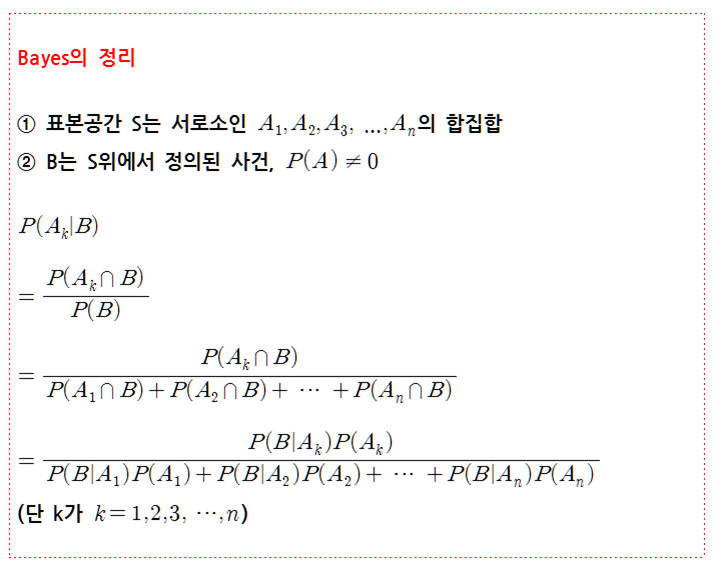 Bayes의 정리
① 표본공간 S는 서로소인 A₁, A₂, A₃, ..., Aₙ의 합집합
② B는 S위에서 정의된 사건, P(A) ≠ 0
P(Aₖ|B)
= P(Aₖ∩B) / P(B)
= P(Aₖ∩B) / P(A₁∩B) + P(A₂∩B) + ⋯ + P(Aₙ∩B)
= P(B|Aₖ)P(Aₖ) / P(B|A₁)P(A₁) + P(B|A₂)P(A₂) + ⋯ + P(B|Aₙ)P(Aₙ)
(단 k가 k = 1,2,3, ⋯,n)